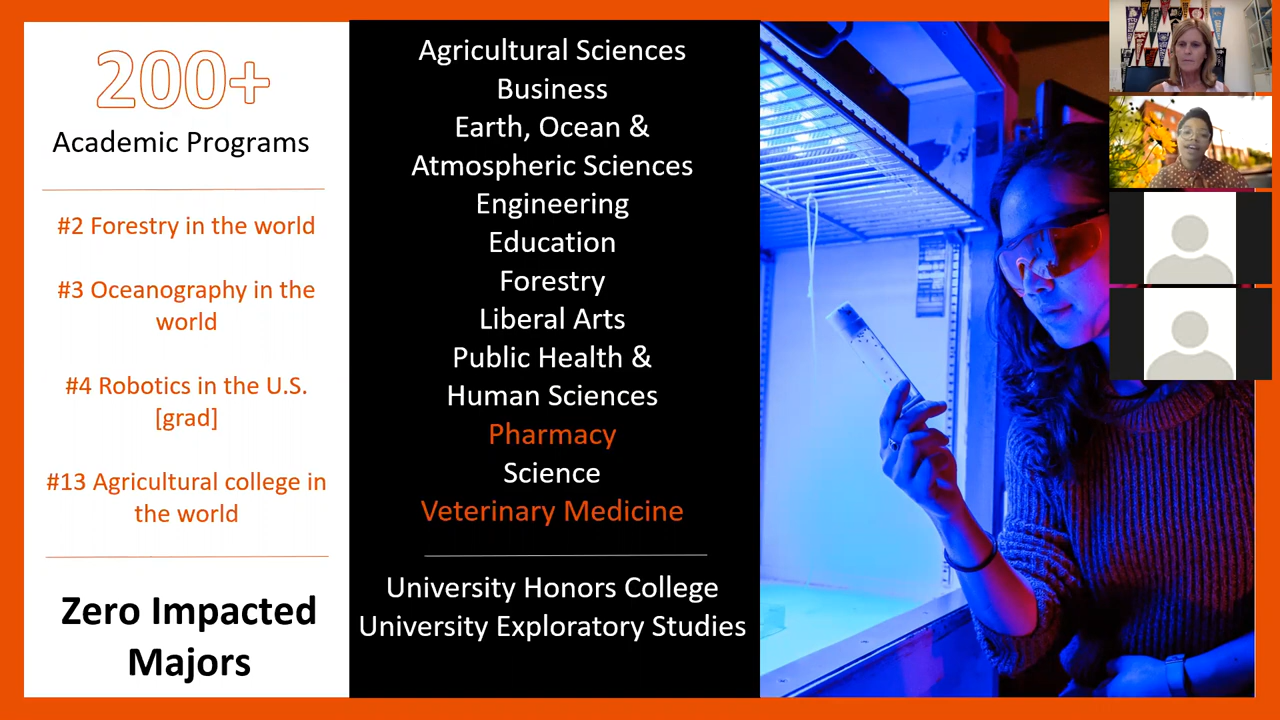 200+
Academic Programs
#2 Forestry in the world
#3 Oceanography in the
world
#4 Robotics in the U.S.
[grad]
#13 Agricultural college in
the world
Zero Impacted
Majors
Agricultural Sciences
Business
Earth, Ocean &
Atmospheric Sciences
Engineering
Education
Forestry
Liberal Arts
Public Health &
Human Sciences
Pharmacy
Science
Veterinary Medicine
University Honors College
University Exploratory Studies